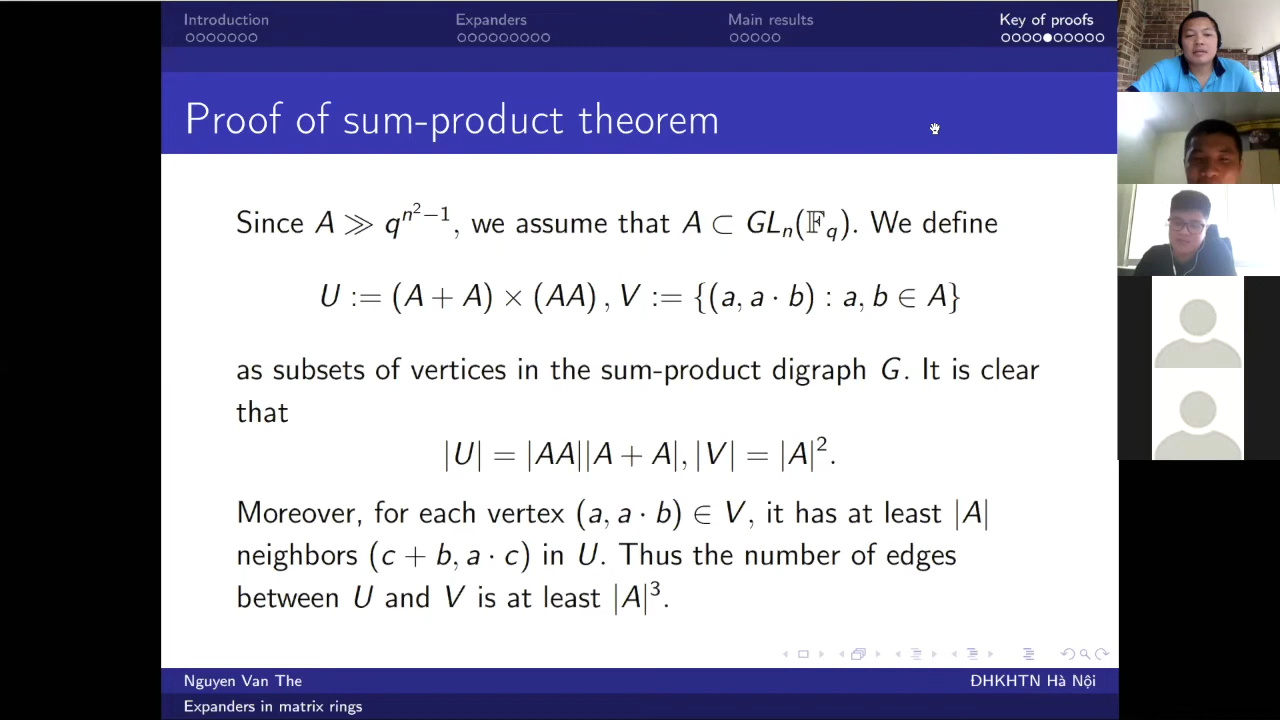 Introduction Expanders Main results Key of proofs
Proof of sum-product theorem
Since A ≫ q^{n^2−1}, we assume that A ⊂ GL_n(𝔽_q). We define
U := (A + A) × (AA) , V := {(a, a · b) : a, b ∈ A}
as subsets of vertices in the sum-product digraph G. It is clear
that
|U| = |AA||A + A|, |V| = |A|^2.
Moreover, for each vertex (a, a · b) ∈ V, it has at least |A|
neighbors (c + b, a · c) in U. Thus the number of edges
between U and V is at least |A|^3.
Nguyen Van The ĐHKHTN Hà Nội
Expanders in matrix rings